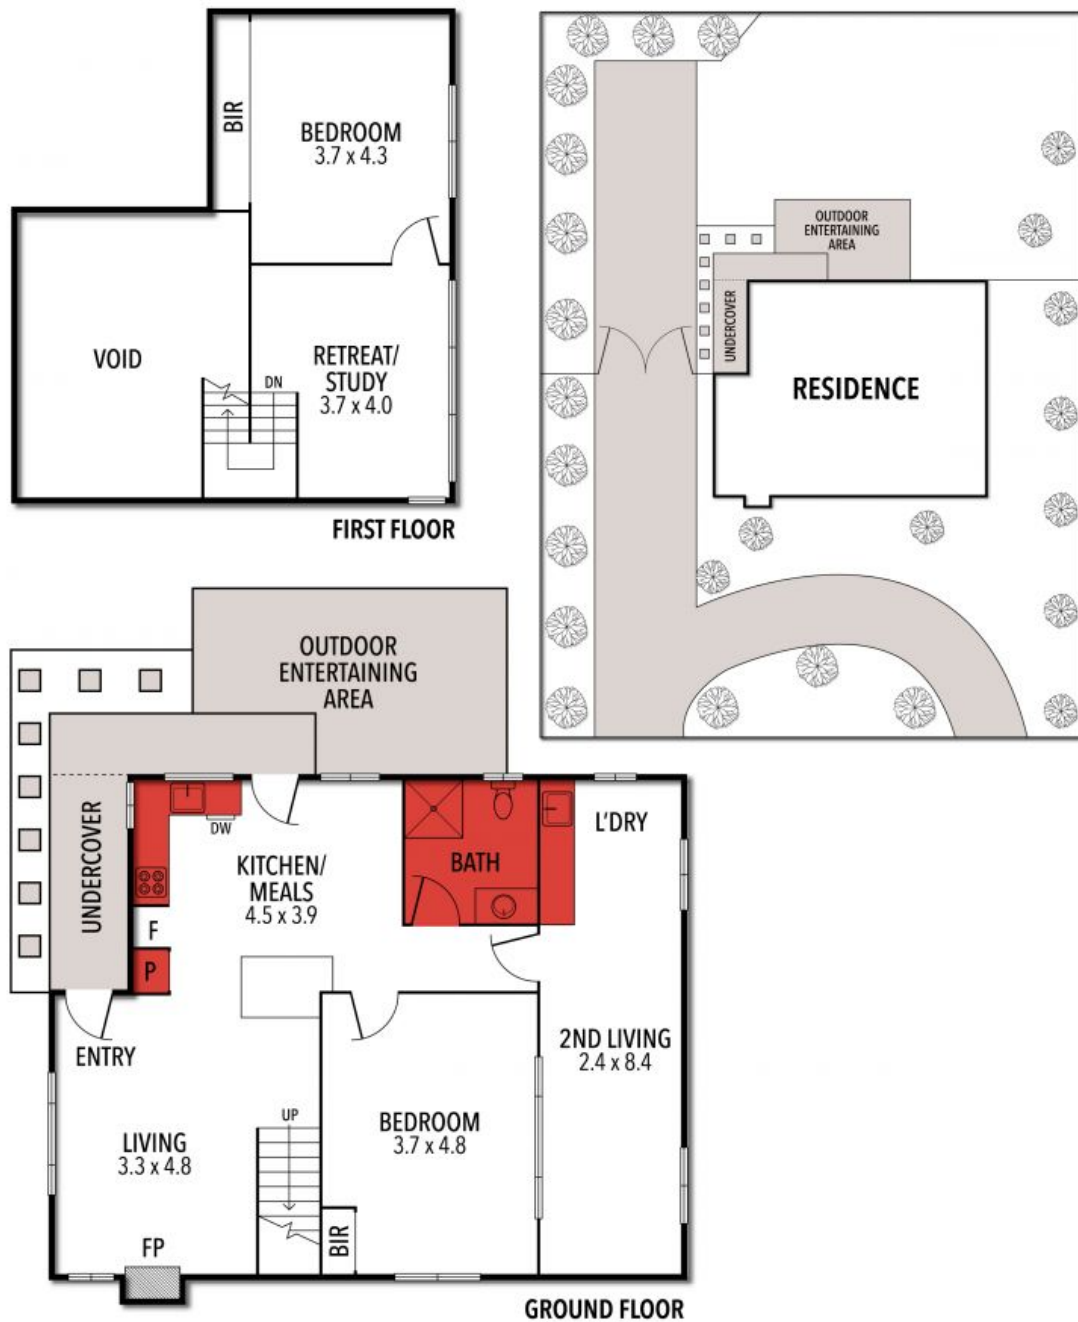 BIR
BEDROOM
3.7 x 4.3
VOID
RETREAT/
STUDY
3.7 x 4.0
DN
FIRST FLOOR
OUTDOOR
ENTERTAINING
AREA
UNDERCOVER
RESIDENCE
OUTDOOR
ENTERTAINING
AREA
UNDERCOVER
DW
KITCHEN/
MEALS
4.5 x 3.9
BATH
L'DRY
F
P
ENTRY
2ND LIVING
2.4 x 8.4
UP
LIVING
3.3 x 4.8
BEDROOM
3.7 x 4.8
BIR
FP
GROUND FLOOR